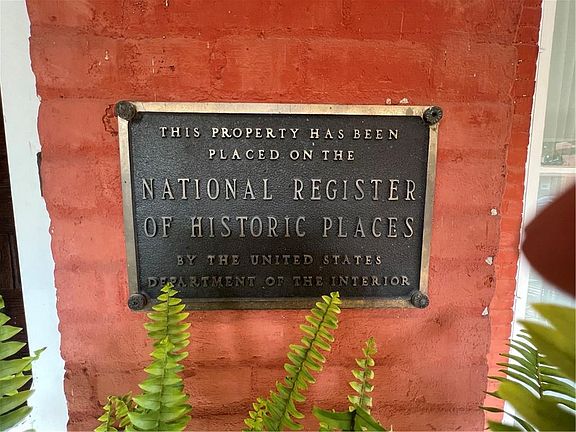 THIS PROPERTY HAS BEEN
PLACED ON THE
NATIONAL REGISTER
OF HISTORIC PLACES
BY THE UNITED STATES
DEPARTMENT OF THE INTERIOR